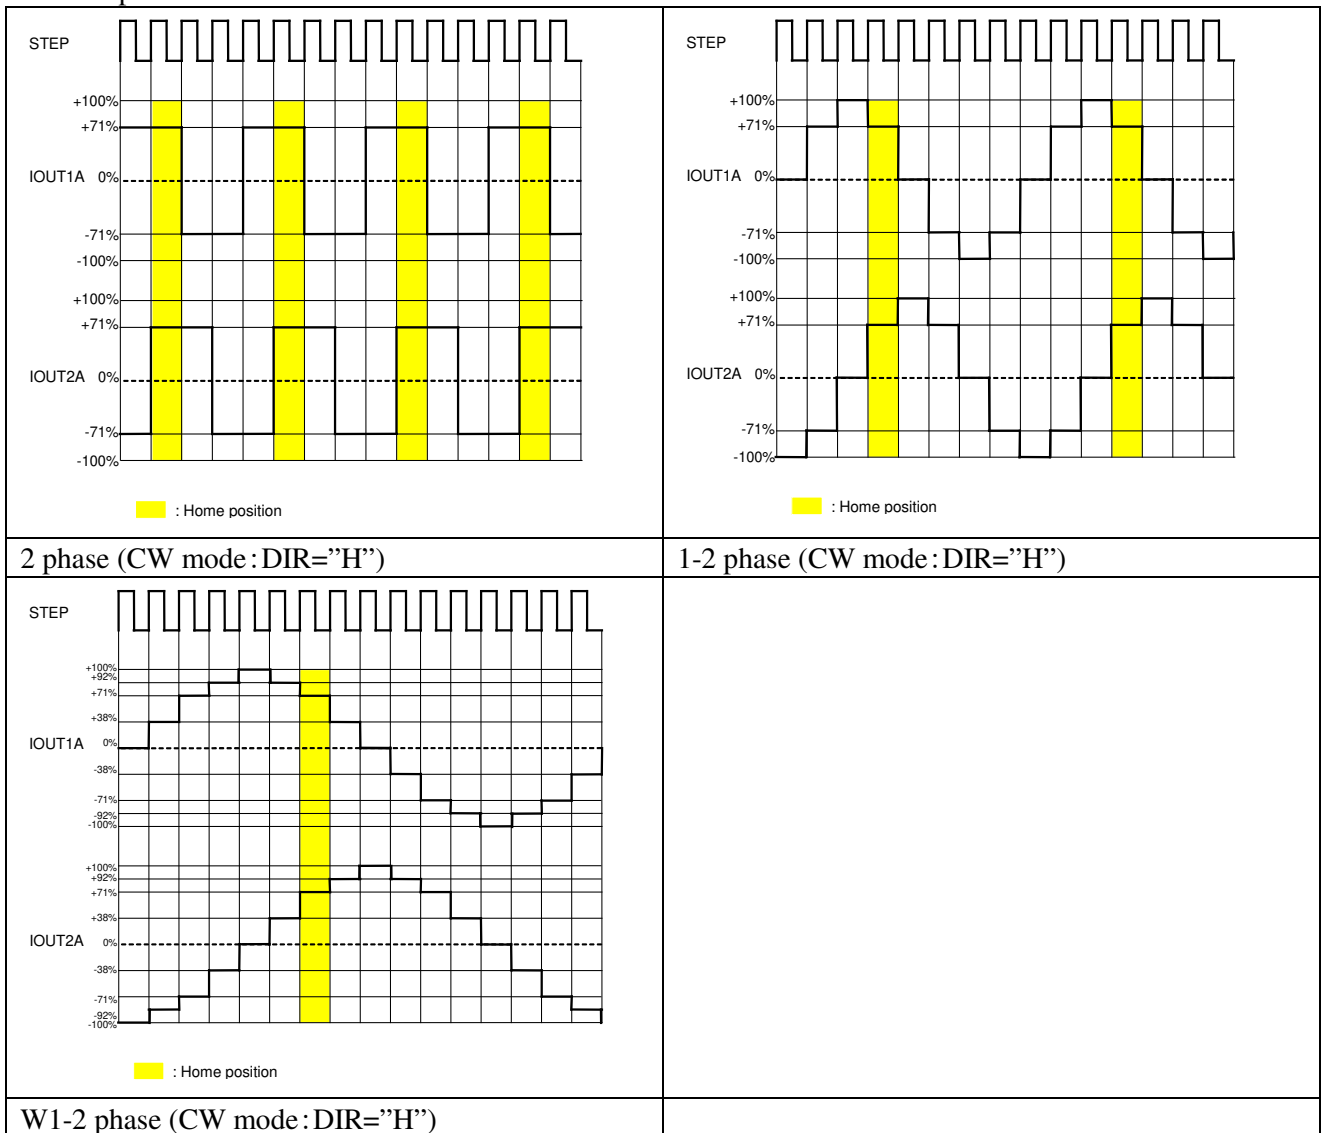 STEP
+100%
+71%
IOUT1A 0%
-71%
-100%
+100%
+71%
IOUT2A 0%
-71%
-100%
: Home position
2 phase (CW mode:DIR=”H”)
STEP
+100%
+71%
IOUT1A 0%
-71%
-100%
+100%
+71%
IOUT2A 0%
-71%
-100%
: Home position
1-2 phase (CW mode:DIR=”H”)
STEP
+100%
+92%
+71%
+38%
IOUT1A 0%
-38%
-71%
-92%
-100%
+100%
+92%
+71%
+38%
IOUT2A 0%
-38%
-71%
-92%
-100%
: Home position
W1-2 phase (CW mode:DIR=”H”)